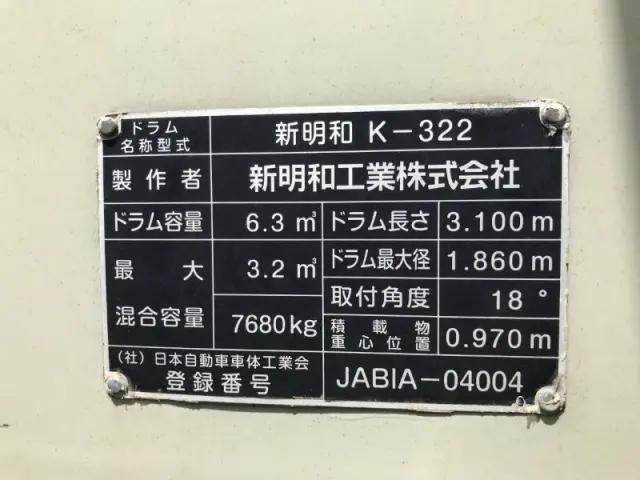 ドラム
名称型式
新明和 K-322
製作者
新明和工業株式会社
ドラム容量
6.3 m³
ドラム長さ
3.100 m
最大
混合容量
3.2 m³
7680kg
ドラム最大径
1.860 m
取付角度
18 °
積載物
重心位置
0.970 m
(社) 日本自動車車体工業会
登録番号
JABIA-04004